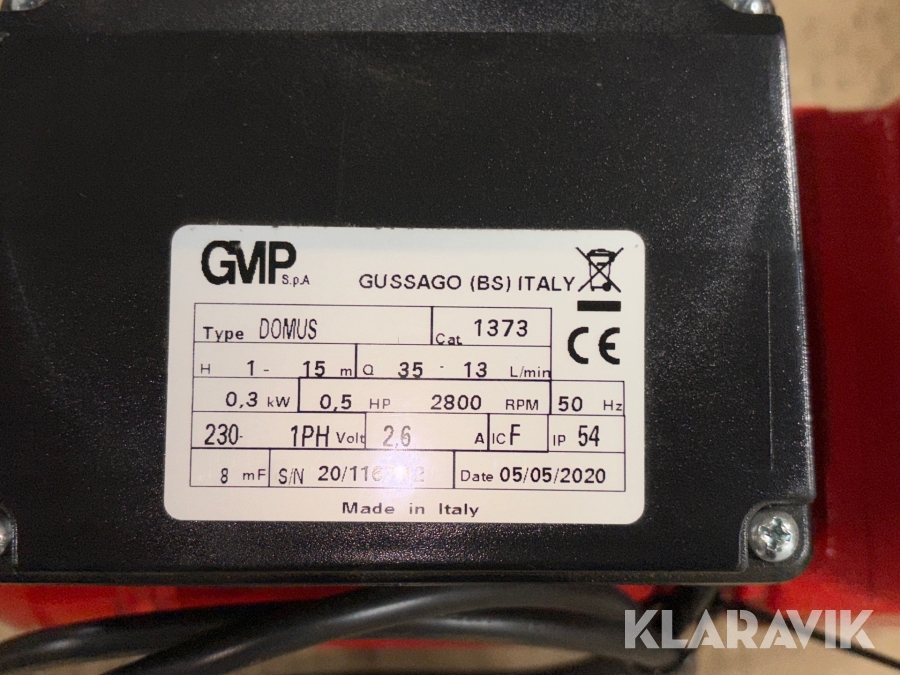 GMP S.p.A
GUSSAGO (BS) ITALY
Type DOMUS Cat. 1373
CE
H 1 - 15 m Q 35 - 13 L/min
0,3 kW 0,5 HP 2800 RPM 50 Hz
230- 1PH Volt 2,6 A IC F IP 54
8 mF S/N Date 05/05/2020
Made in Italy
KLARAVIK